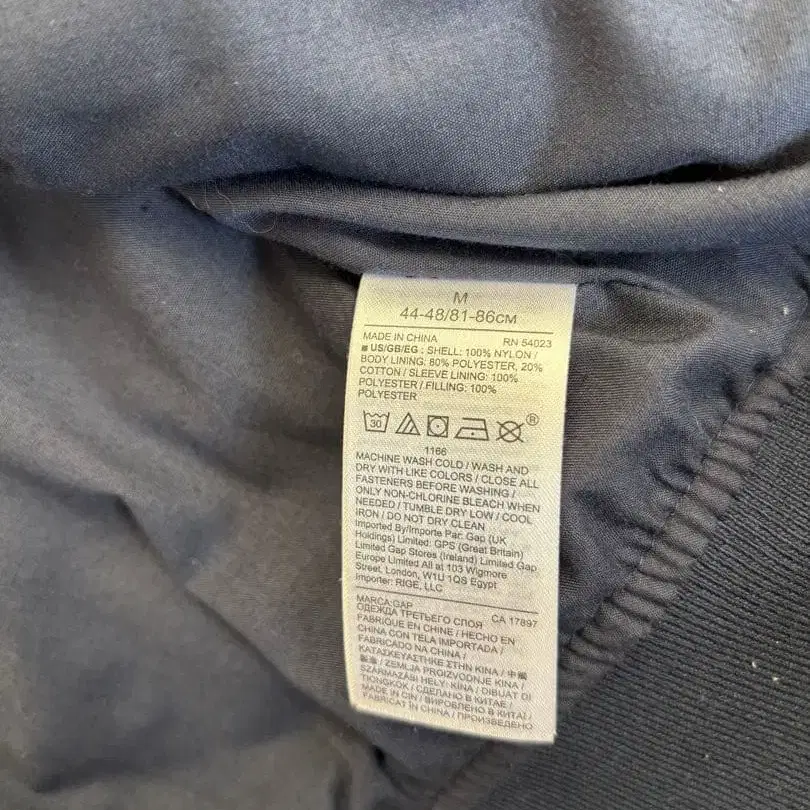 M
44-48/81-86СМ
MADE IN CHINA RN 54023
US/GB/EG : SHELL: 100% NYLON /
BODY LINING: 80% POLYESTER, 20%
COTTON / SLEEVE LINING: 100%
POLYESTER / FILLING: 100%
POLYESTER
30 ®
1166
MACHINE WASH COLD / WASH AND
DRY WITH LIKE COLORS / CLOSE ALL
FASTENERS BEFORE WASHING /
ONLY NON-CHLORINE BLEACH WHEN
NEEDED / TUMBLE DRY LOW / COOL
IRON / DO NOT DRY CLEAN
Imported By/Importe Par: Gap (UK
Holdings) Limited: GPS (Great Britain)
Limited Gap Stores (Ireland) Limited Gap
Europe Limited All at 103 Wigmore
Street, London, W1U 1QS Egypt
Importer: RIGE, LLC
MARCA:GAP CA 17897
ОДЕЖДА ТРЕТЬЕГО СЛОЯ
FABRIQUE EN CHINE / HECHO EN
CHINA CON TELA IMPORTADA /
FABRICADO NA CHINA /
ΚΑΤΑΣΚΕΥΑΣΤΗΚΕ ΣΤΗΝ ΚΙΝΑ / 中國
/ ZEMLJA PROIZVODNJE KINA /
SZÁRMAZÁSI HELY: KÍNA / DIBUAT DI
TIONGKOK / СДЕЛАНО В КИТАЕ /
MADE IN CIN / ВИРОБЛЕНО В КИТАЇ /
FABRICAT ÎN CHINA / ПРОИЗВЕДЕНО